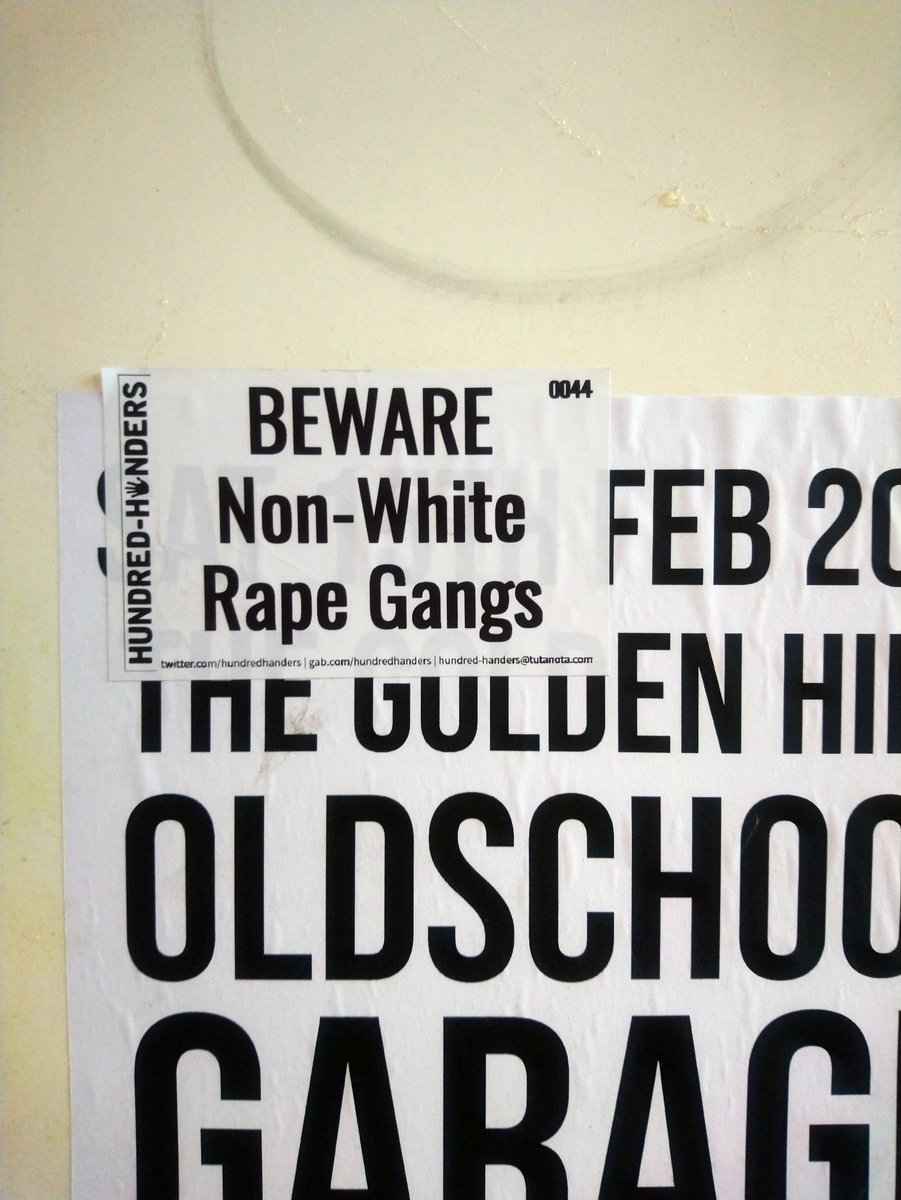 HUNDRED-HANDERS
0044
BEWARE
Non-White
Rape Gangs
twitter.com/hundredhanders | gab.com/hundredhanders | hundred-handers@tutanota.com
FEB 20
THE GOLDEN HI
OLDSCHOO
GARAG